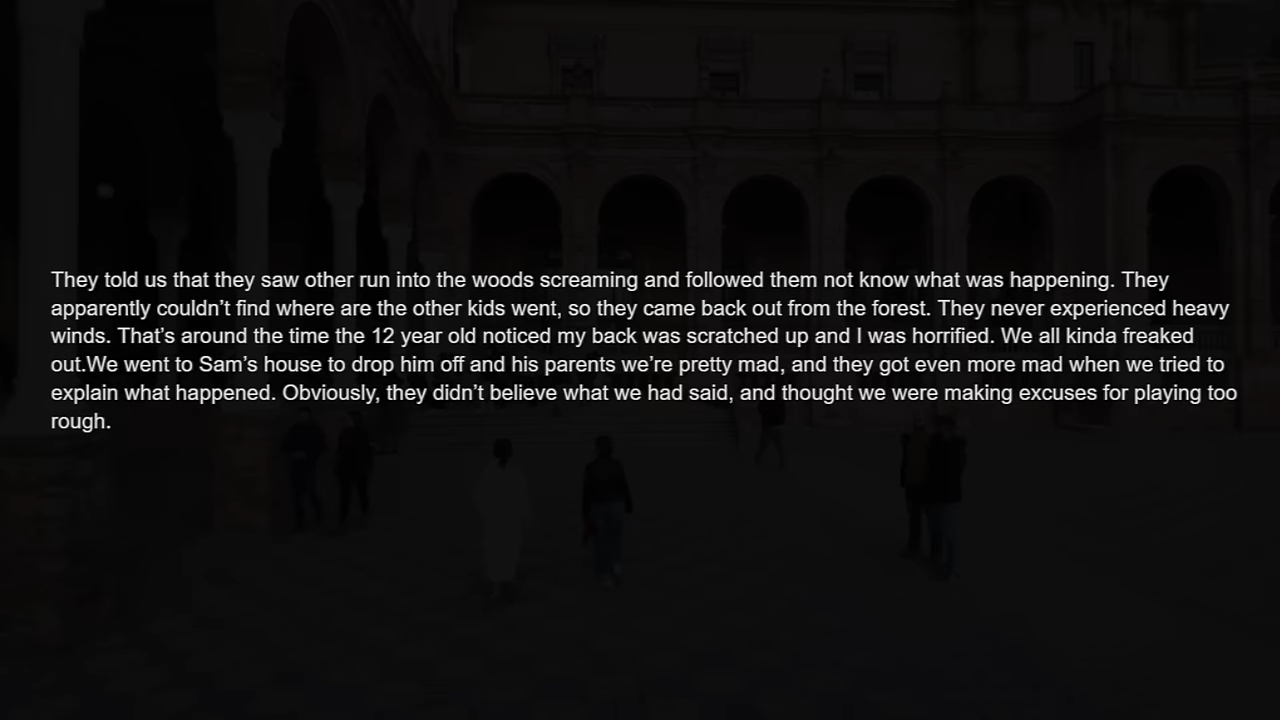 They told us that they saw other run into the woods screaming and followed them not know what was happening. They
apparently couldn’t find where are the other kids went, so they came back out from the forest. They never experienced heavy
winds. That’s around the time the 12 year old noticed my back was scratched up and I was horrified. We all kinda freaked
out.We went to Sam’s house to drop him off and his parents we’re pretty mad, and they got even more mad when we tried to
explain what happened. Obviously, they didn’t believe what we had said, and thought we were making excuses for playing too
rough.